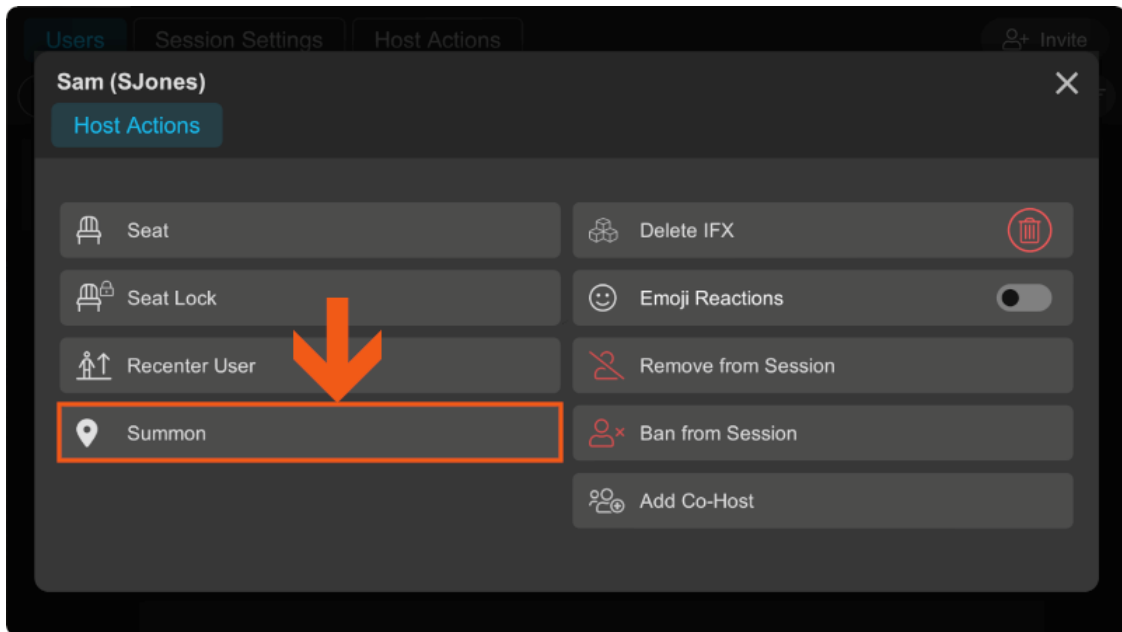 Users Session Settings Host Actions Invite
Sam (SJones)
Host Actions
Seat
Delete IFX
Seat Lock
Emoji Reactions
Recenter User
Remove from Session
Summon
Ban from Session
Add Co-Host